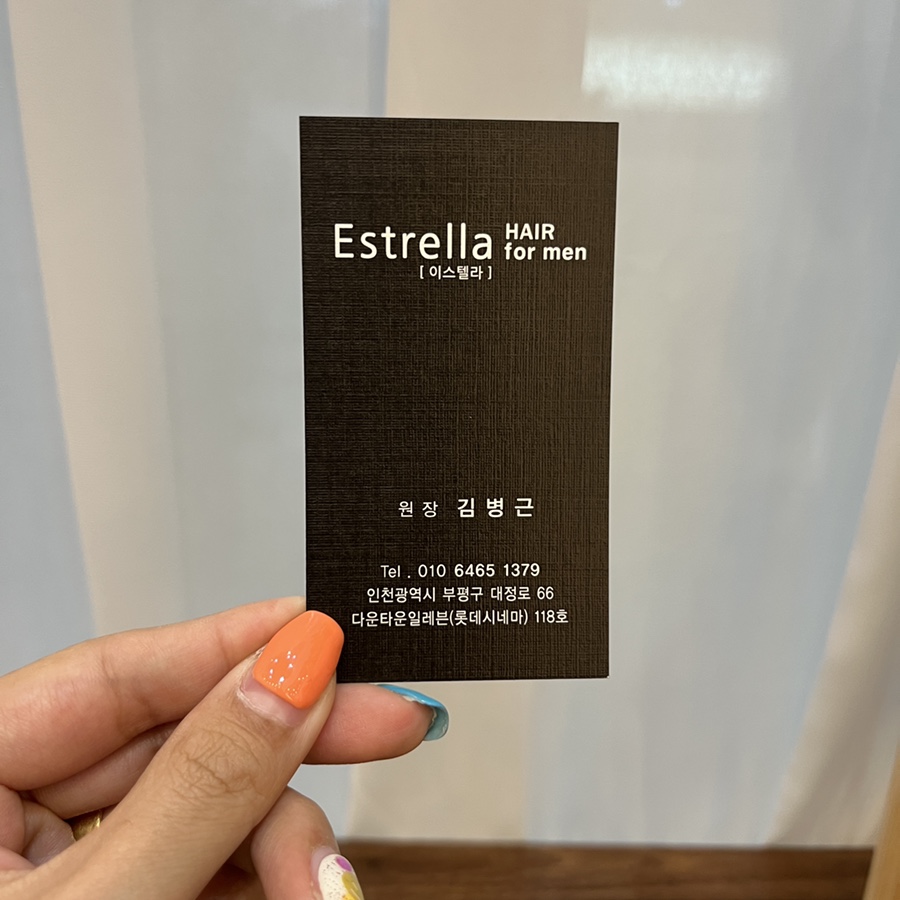 Estrella HAIR for men
[ 이스텔라 ]
원 장 김 병 근
Tel . 010 6465 1379
인천광역시 부평구 대정로 66
다운타운일레븐(롯데시네마) 118호